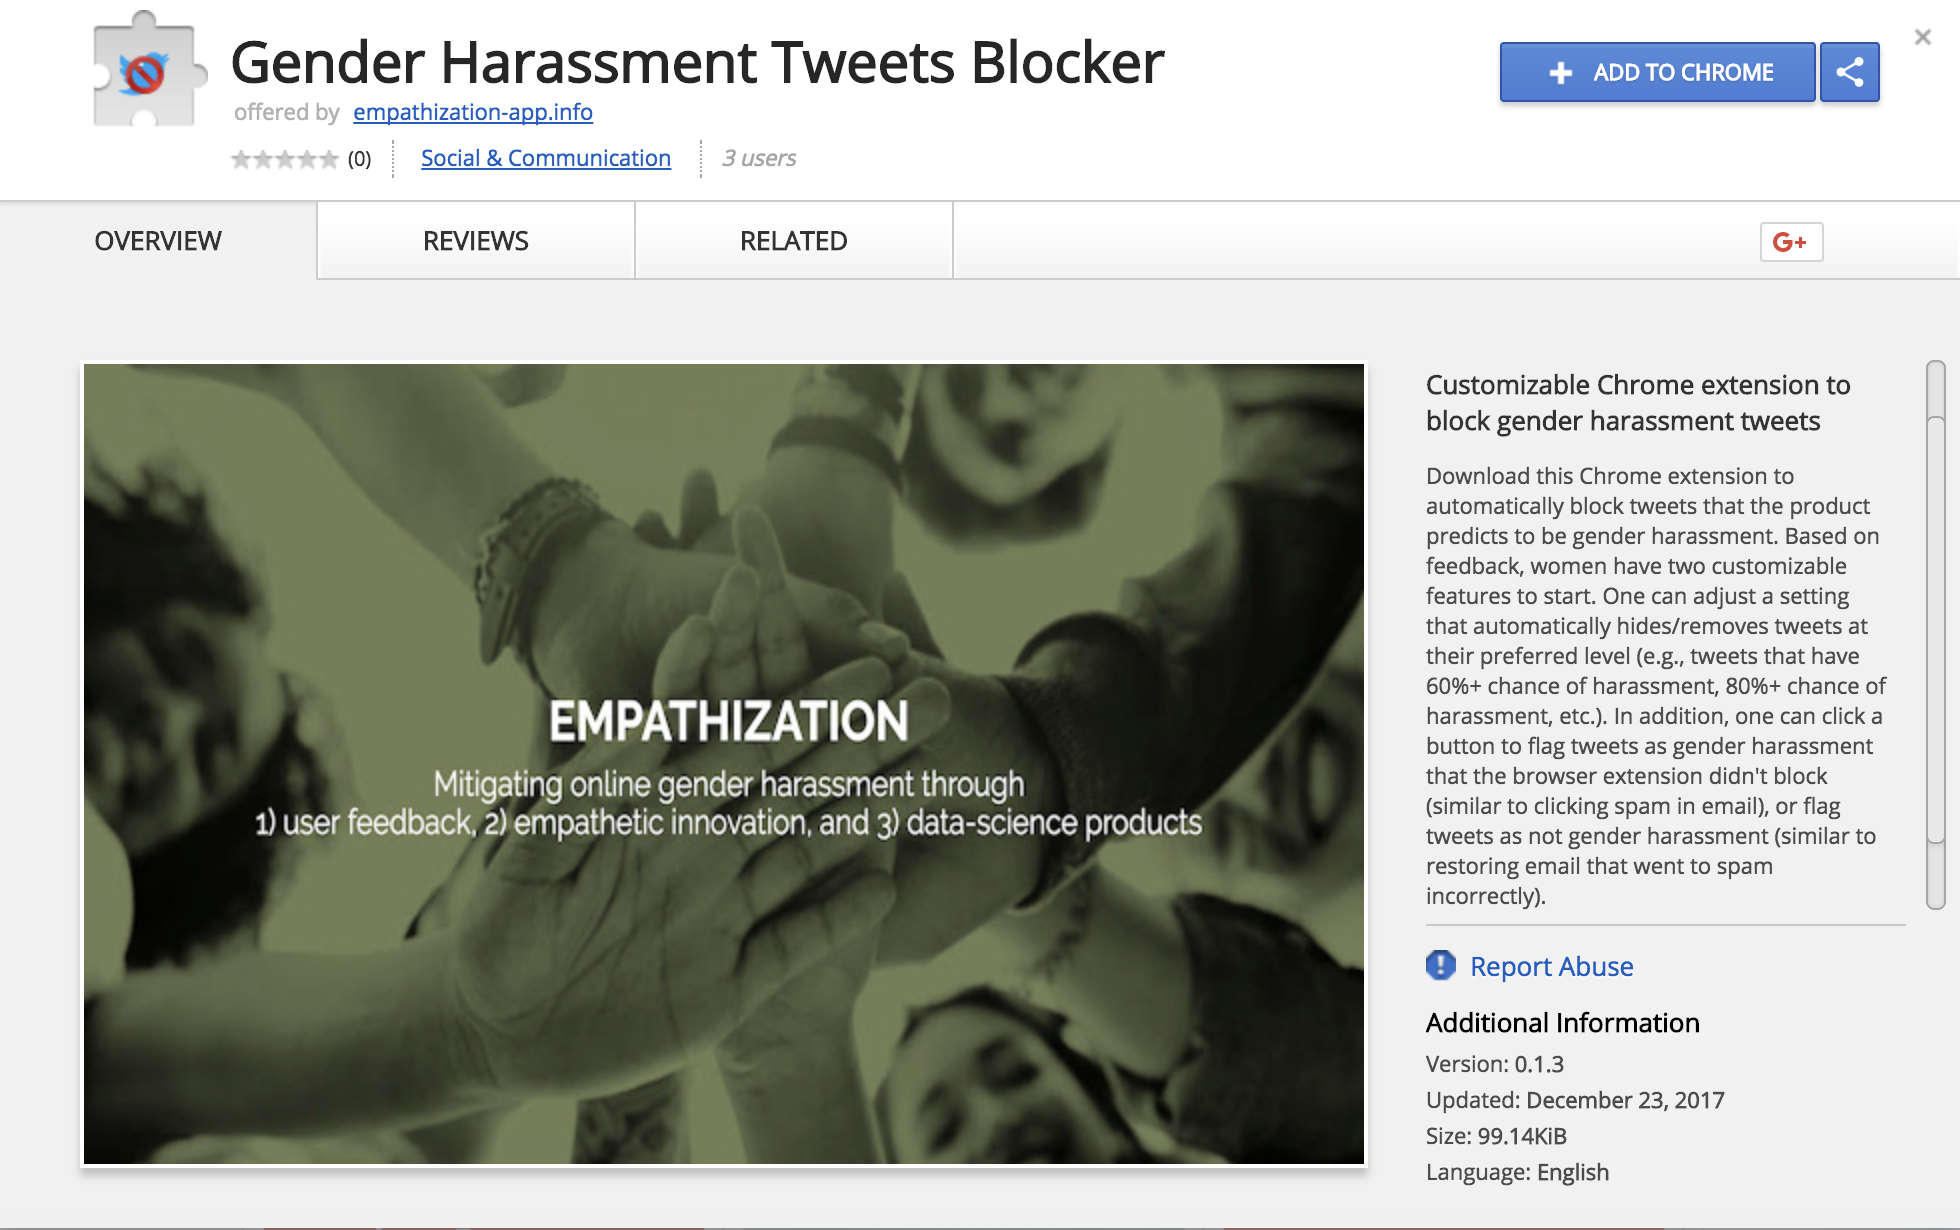 Gender Harassment Tweets Blocker
offered by empathization-app.info
(0) Social & Communication 3 users
+ ADD TO CHROME
OVERVIEW REVIEWS RELATED
G+
EMPATHIZATION
Mitigating online gender harassment through
1) user feedback, 2) empathetic innovation, and 3) data-science products
Customizable Chrome extension to
block gender harassment tweets
Download this Chrome extension to
automatically block tweets that the product
predicts to be gender harassment. Based on
feedback, women have two customizable
features to start. One can adjust a setting
that automatically hides/removes tweets at
their preferred level (e.g., tweets that have
60%+ chance of harassment, 80%+ chance of
harassment, etc.). In addition, one can click a
button to flag tweets as gender harassment
that the browser extension didn't block
(similar to clicking spam in email), or flag
tweets as not gender harassment (similar to
restoring email that went to spam
incorrectly).
Report Abuse
Additional Information
Version: 0.1.3
Updated: December 23, 2017
Size: 99.14KiB
Language: English